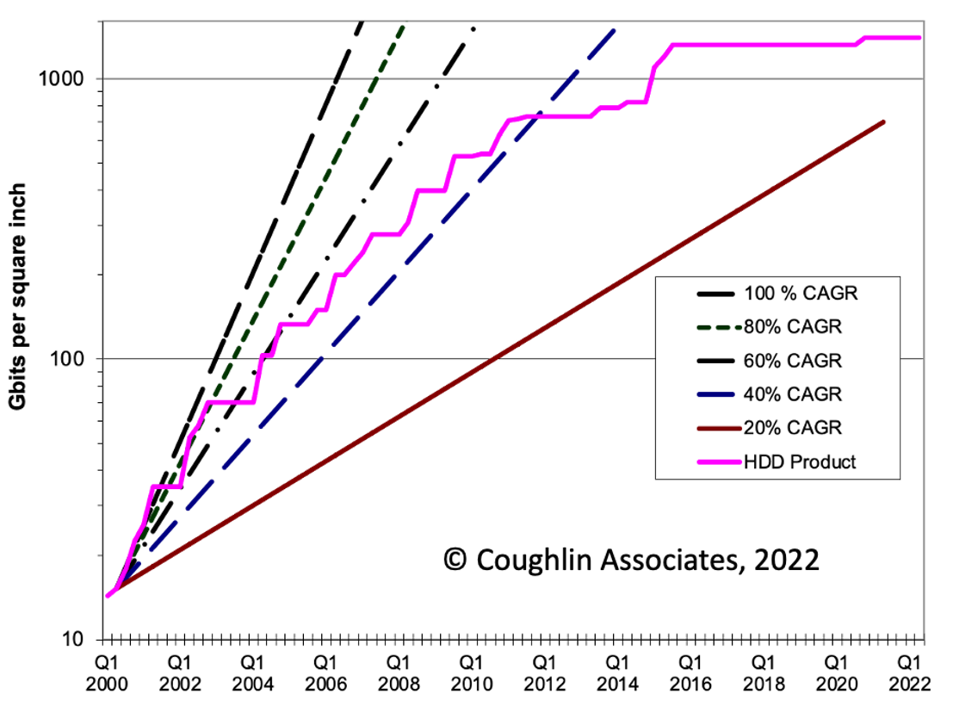 Gbits per square inch
1000
100
10
100 % CAGR
80% CAGR
60% CAGR
40% CAGR
20% CAGR
HDD Product
© Coughlin Associates, 2022
Q1 Q1 Q1 Q1 Q1 Q1 Q1 Q1 Q1 Q1 Q1 Q1
2000 2002 2004 2006 2008 2010 2012 2014 2016 2018 2020 2022